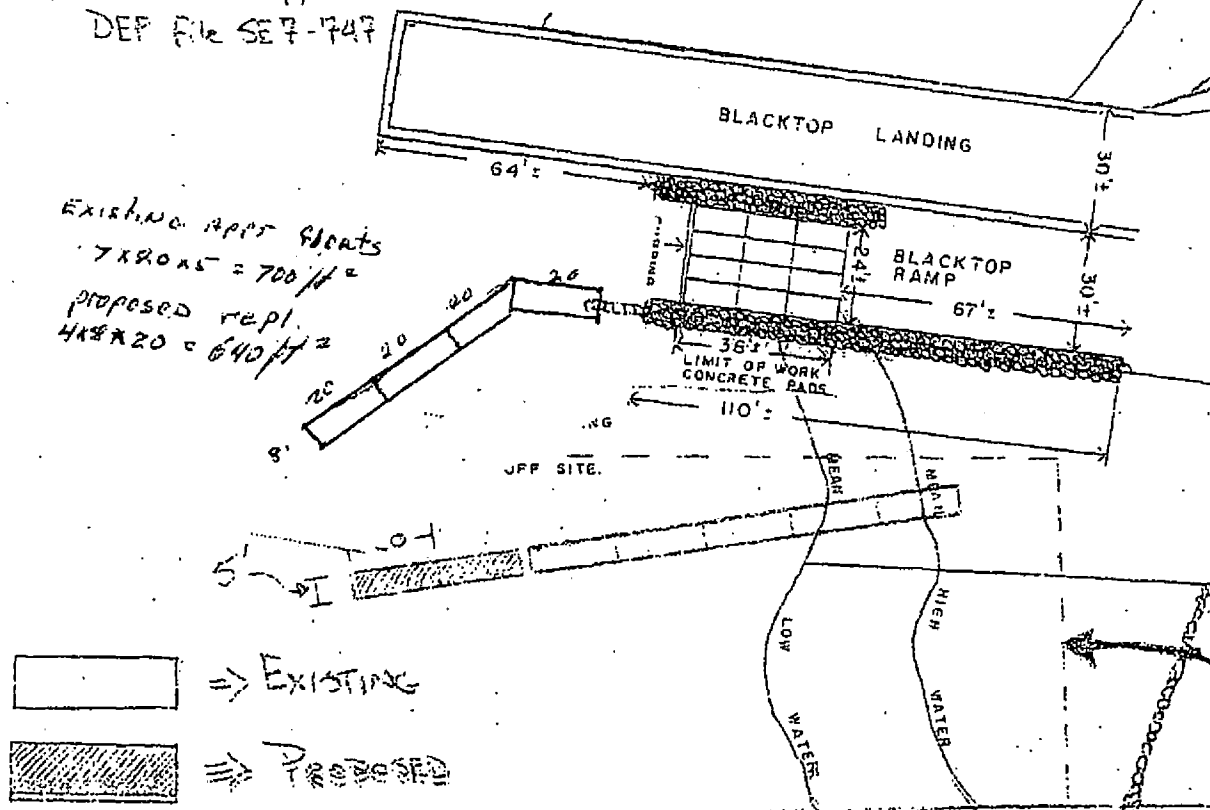 DEP File SE7-747
BLACKTOP LANDING
64'±
30'±
EXISTING APPr floats
7x20x5 = 700/ft²
proposed repl.
4x8x20 = 640/ft²
24'±
BLACKTOP
RAMP
30'±
67'±
20
20
20
20
8'
36'±
LIMIT OF WORK
CONCRETE PADS
110'±
SITE.
MEAN
MEAN
5'
LOW
HIGH
WATER
WATER
=> EXISTING
=> PROPOSED